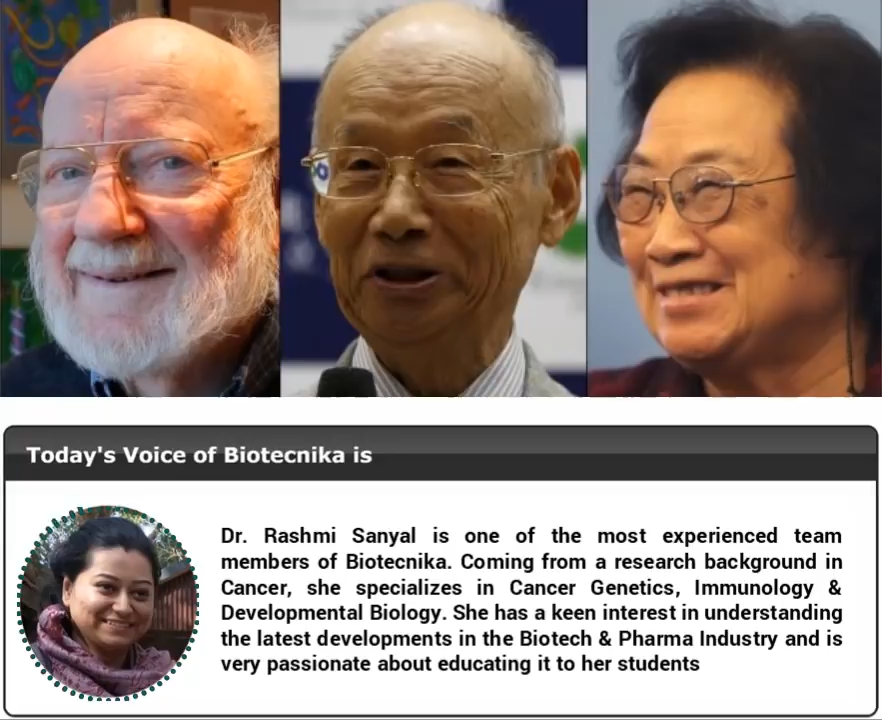 Today's Voice of Biotecnika is
Dr. Rashmi Sanyal is one of the most experienced team
members of Biotecnika. Coming from a research background in
Cancer, she specializes in Cancer Genetics, Immunology &
Developmental Biology. She has a keen interest in understanding
the latest developments in the Biotech & Pharma Industry and is
very passionate about educating it to her students